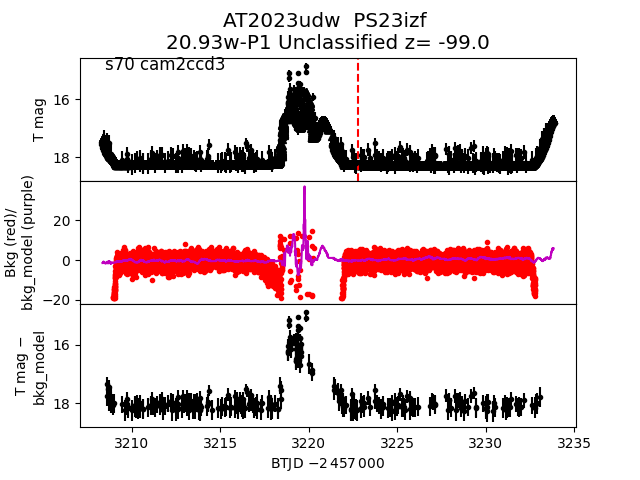 AT2023udw  PS23izf
20.93w-P1 Unclassified z= -99.0
s70 cam2ccd3
T mag
16
18
Bkg (red)/
bkg_model (purple)
20
0
−20
T mag −
bkg_model
16
18
3210
3215
3220
3225
3230
3235
BTJD −2 457 000